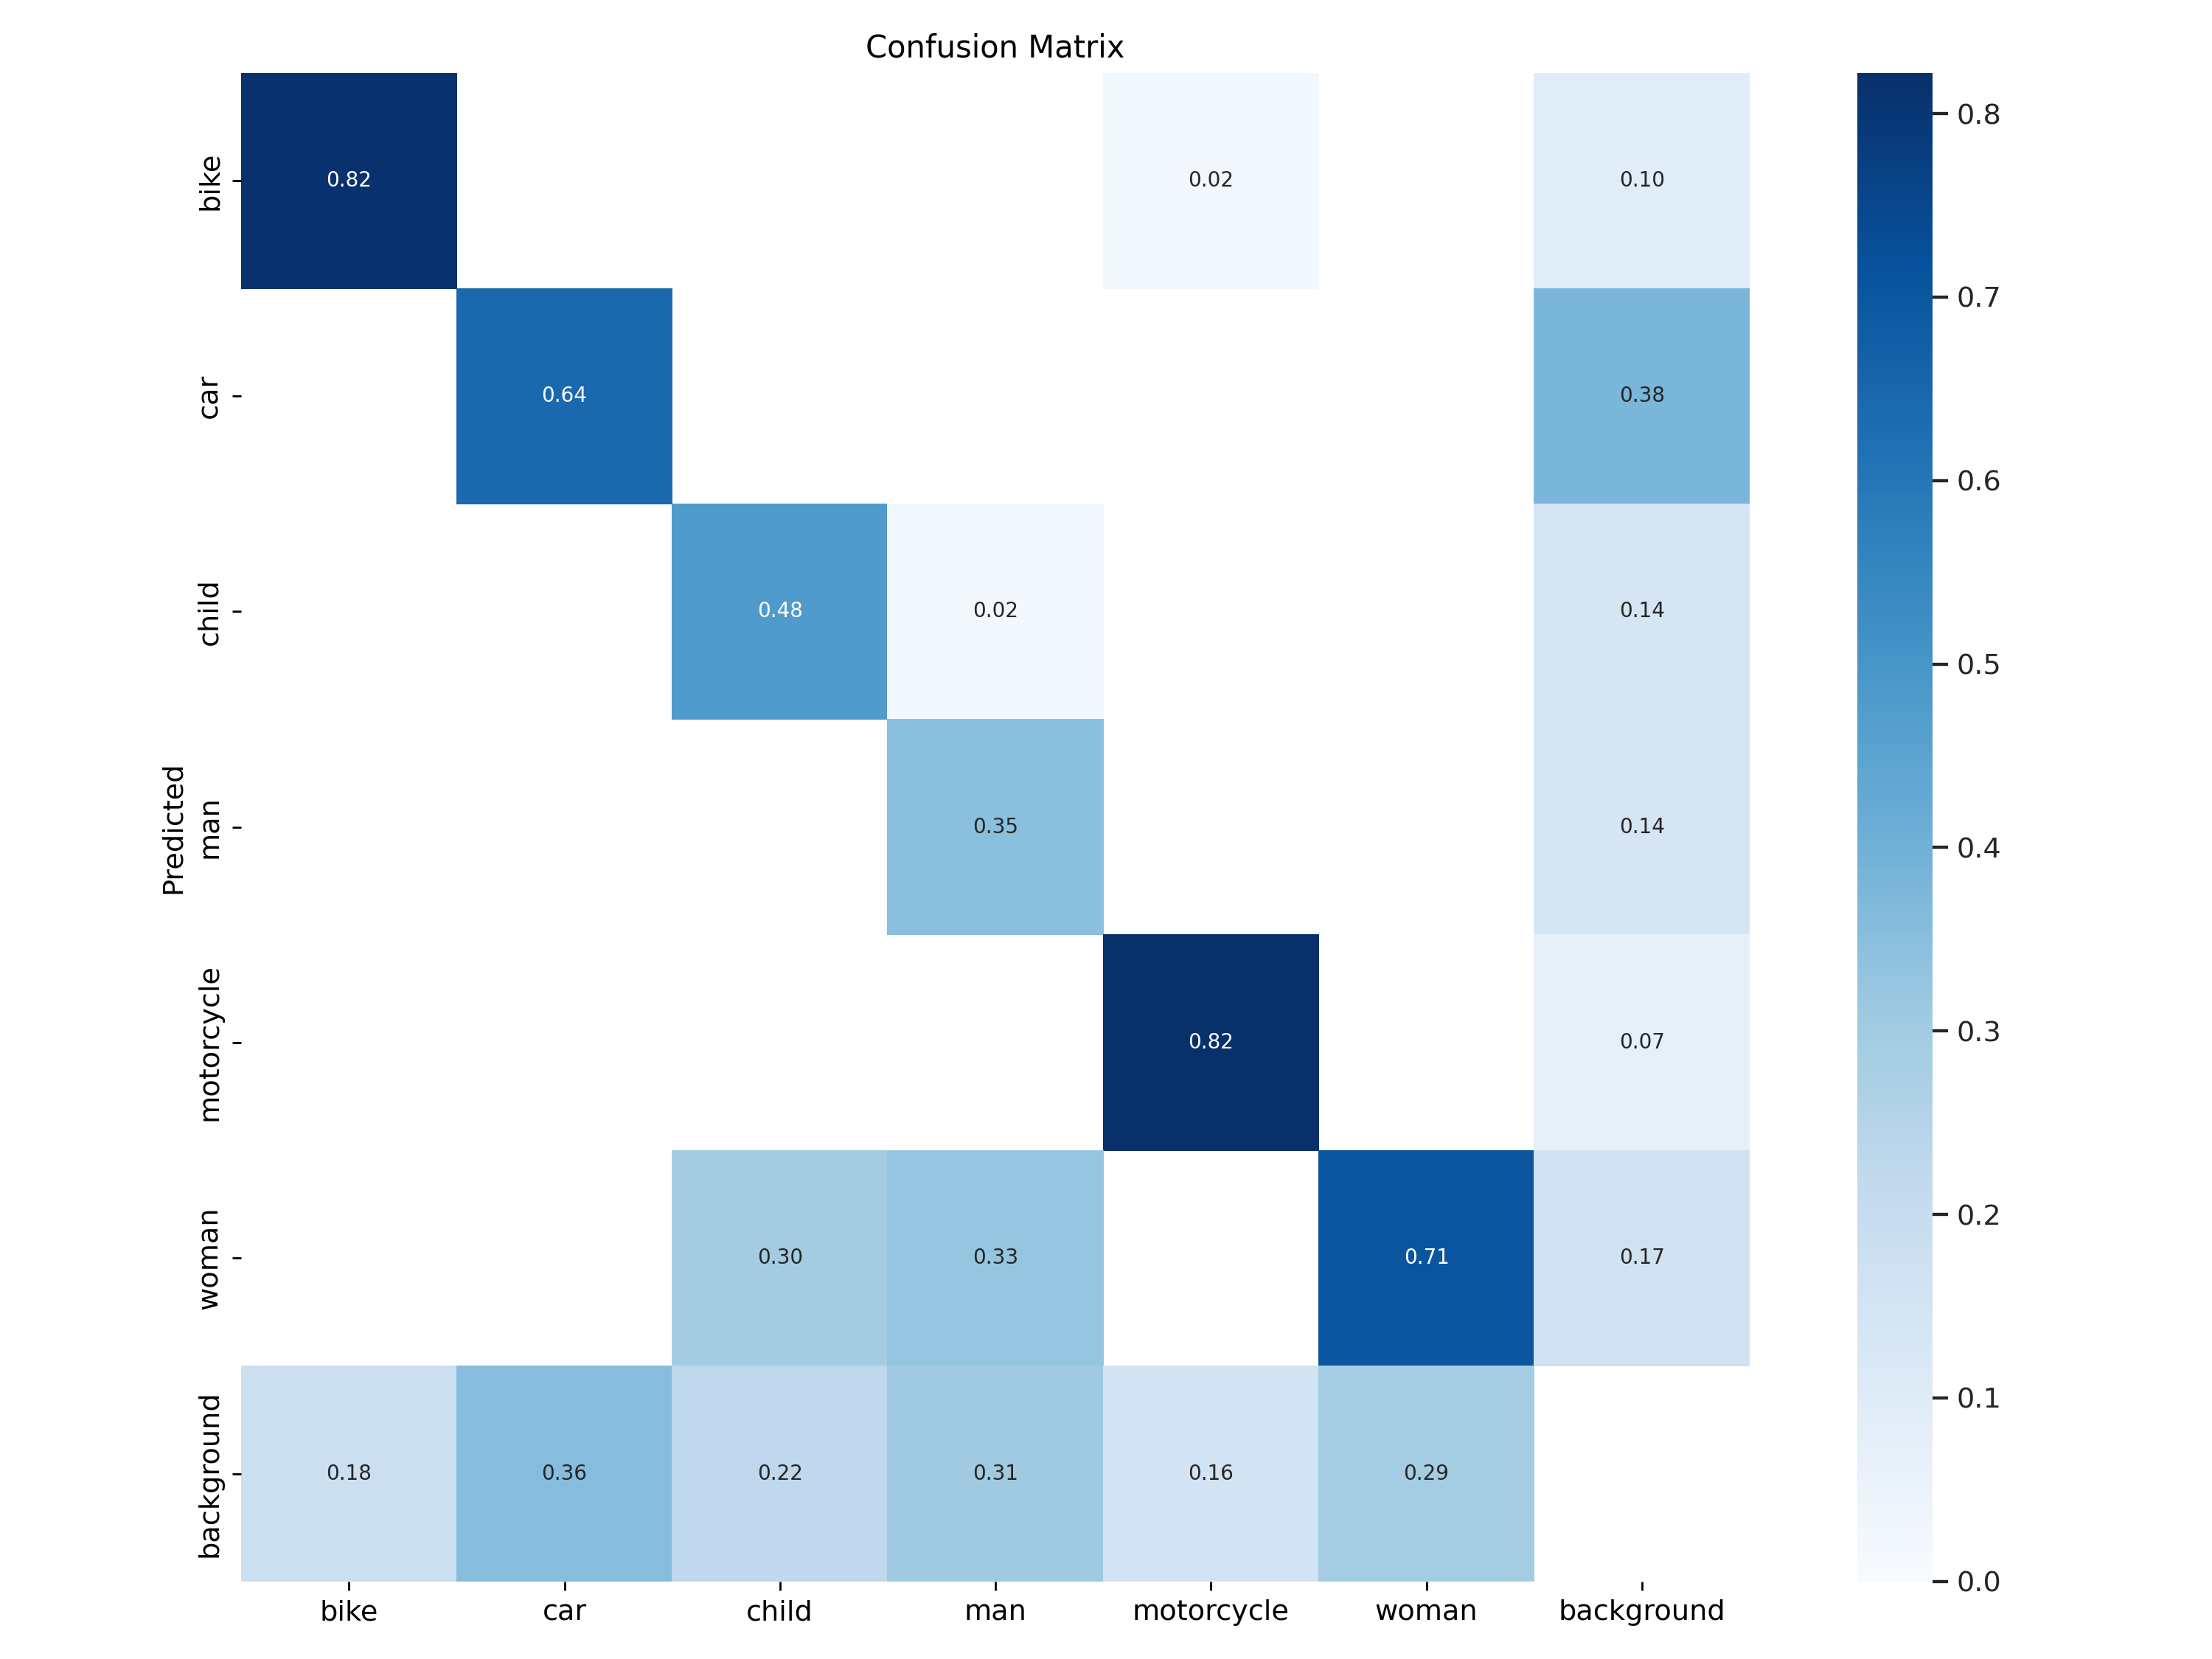 Confusion Matrix
bike
0.82
0.02
0.10
car
0.64
0.38
child
0.48
0.02
0.14
Predicted
man
0.35
0.14
motorcycle
0.82
0.07
woman
0.30
0.33
0.71
0.17
background
0.18
0.36
0.22
0.31
0.16
0.29
bike
car
child
man
motorcycle
woman
background
0.8
0.7
0.6
0.5
0.4
0.3
0.2
0.1
0.0